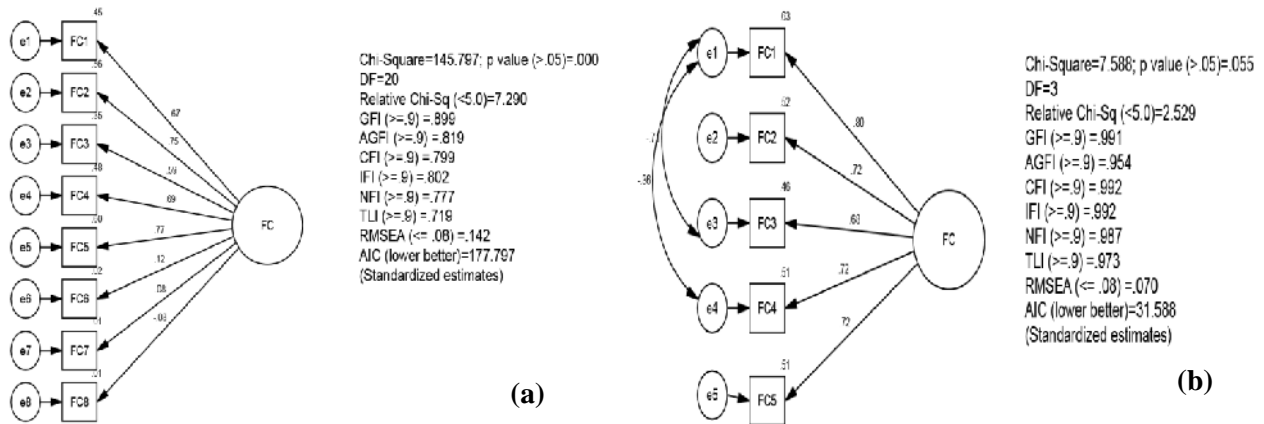 .45
e1
FC1
.67
e2
FC2
.75
e3
FC3
.59
.48
e4
FC4
.69
e5
FC5
.77
e6
FC6
.12
e7
FC7
.08
.01
e8
FC8
-.08
FC
Chi-Square=145.797; p value (>.05)=.000
DF=20
Relative Chi-Sq (<5.0)=7.290
GFI (>=.9) =.899
AGFI (>=.9) =.819
CFI (>=.9) =.799
IFI (>=.9) =.802
NFI (>=.9) =.777
TLI (>=.9) =.719
RMSEA (<= .08) =.142
AIC (lower better)=177.797
(Standardized estimates)
(a)
.63
e1
FC1
.80
.52
e2
FC2
.72
-.36
.46
e3
FC3
.68
.51
e4
FC4
.72
.51
e5
FC5
.72
FC
Chi-Square=7.588; p value (>.05)=.055
DF=3
Relative Chi-Sq (<5.0)=2.529
GFI (>=.9) =.991
AGFI (>=.9) =.954
CFI (>=.9) =.992
IFI (>=.9) =.992
NFI (>=.9) =.987
TLI (>=.9) =.973
RMSEA (<= .08) =.070
AIC (lower better)=31.588
(Standardized estimates)
(b)